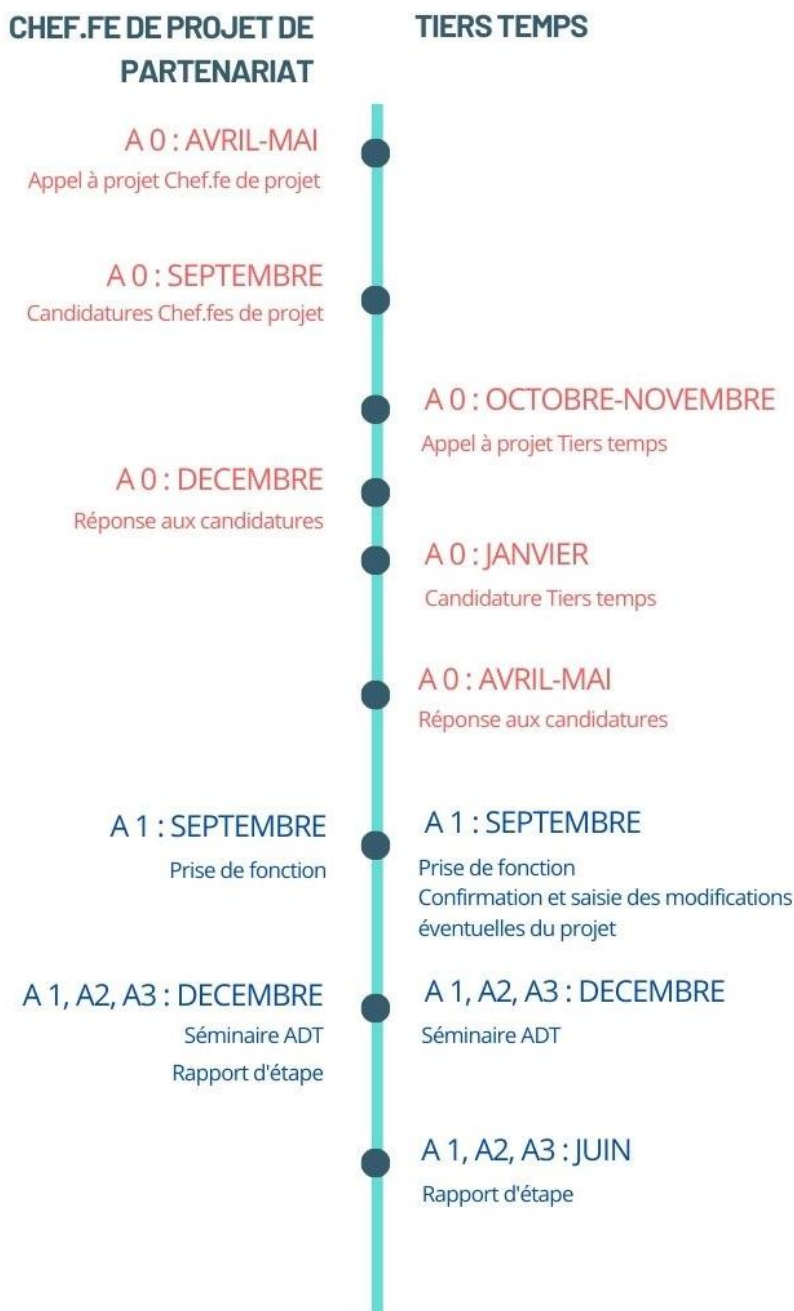 CHEF.FE DE PROJET DE
PARTENARIAT
TIERS TEMPS
A 0 : AVRIL-MAI
Appel à projet Chef.fe de projet
A 0 : SEPTEMBRE
Candidatures Chef.fes de projet
A 0 : OCTOBRE-NOVEMBRE
Appel à projet Tiers temps
A 0 : DECEMBRE
Réponse aux candidatures
A 0 : JANVIER
Candidature Tiers temps
A 0 : AVRIL-MAI
Réponse aux candidatures
A 1 : SEPTEMBRE
Prise de fonction
A 1 : SEPTEMBRE
Prise de fonction
Confirmation et saisie des modifications
éventuelles du projet
A 1, A2, A3 : DECEMBRE
Séminaire ADT
Rapport d'étape
A 1, A2, A3 : DECEMBRE
Séminaire ADT
A 1, A2, A3 : JUIN
Rapport d'étape